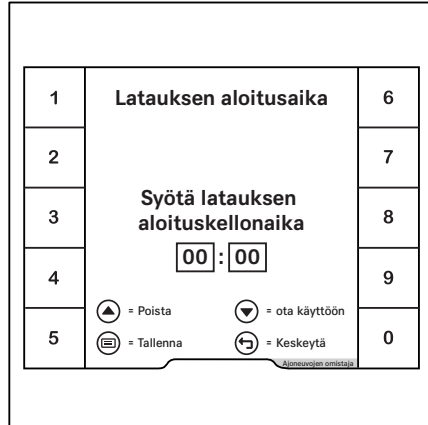 Latauksen aloitusaika
1
2
3
4
5
6
7
8
9
0
Syötä latauksen
aloituskellonaika
00 : 00
= Poista
= ota käyttöön
= Tallenna
= Keskeytä
Ajoneuvojen omistaja